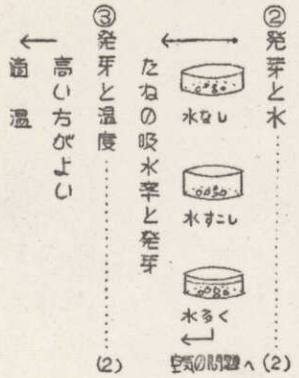 ②発芽と水……………(2)
水なし
水すこし
水多く
空気の問題へ
たねの吸水率と発芽
③発芽と温度……………(2)
高い方がよい
適温